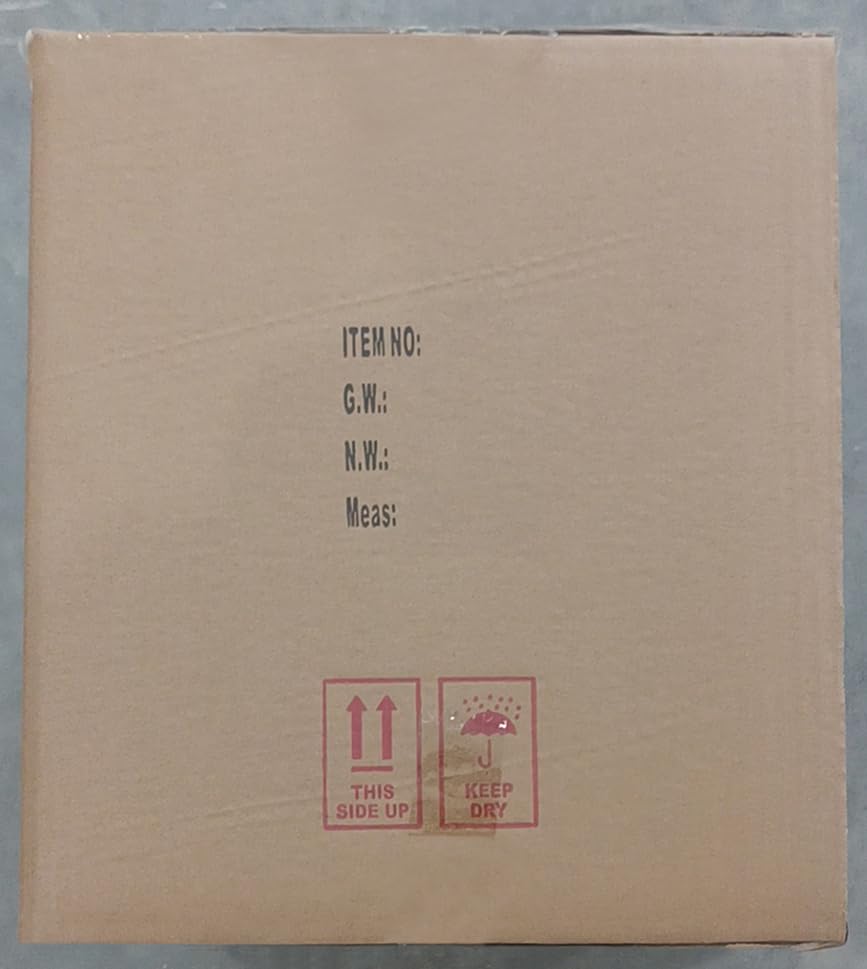 ITEM NO:
G.W.:
N.W.:
Meas:
THIS
SIDE UP
KEEP
DRY